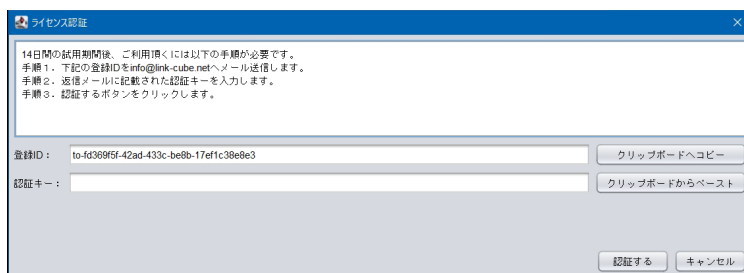 ライセンス認証
14日間の試用期間後、ご利用頂くには以下の手順が必要です。
手順1．下記の登録IDをinfo@link-cube.netへメール送信します。
手順2．返信メールに記載された認証キーを入力します。
手順3．認証するボタンをクリックします。
登録ID： to-fd369f5f-42ad-433c-be8b-17ef1c38e8e3 クリップボードへコピー
認証キー： クリップボードからペースト
認証する キャンセル